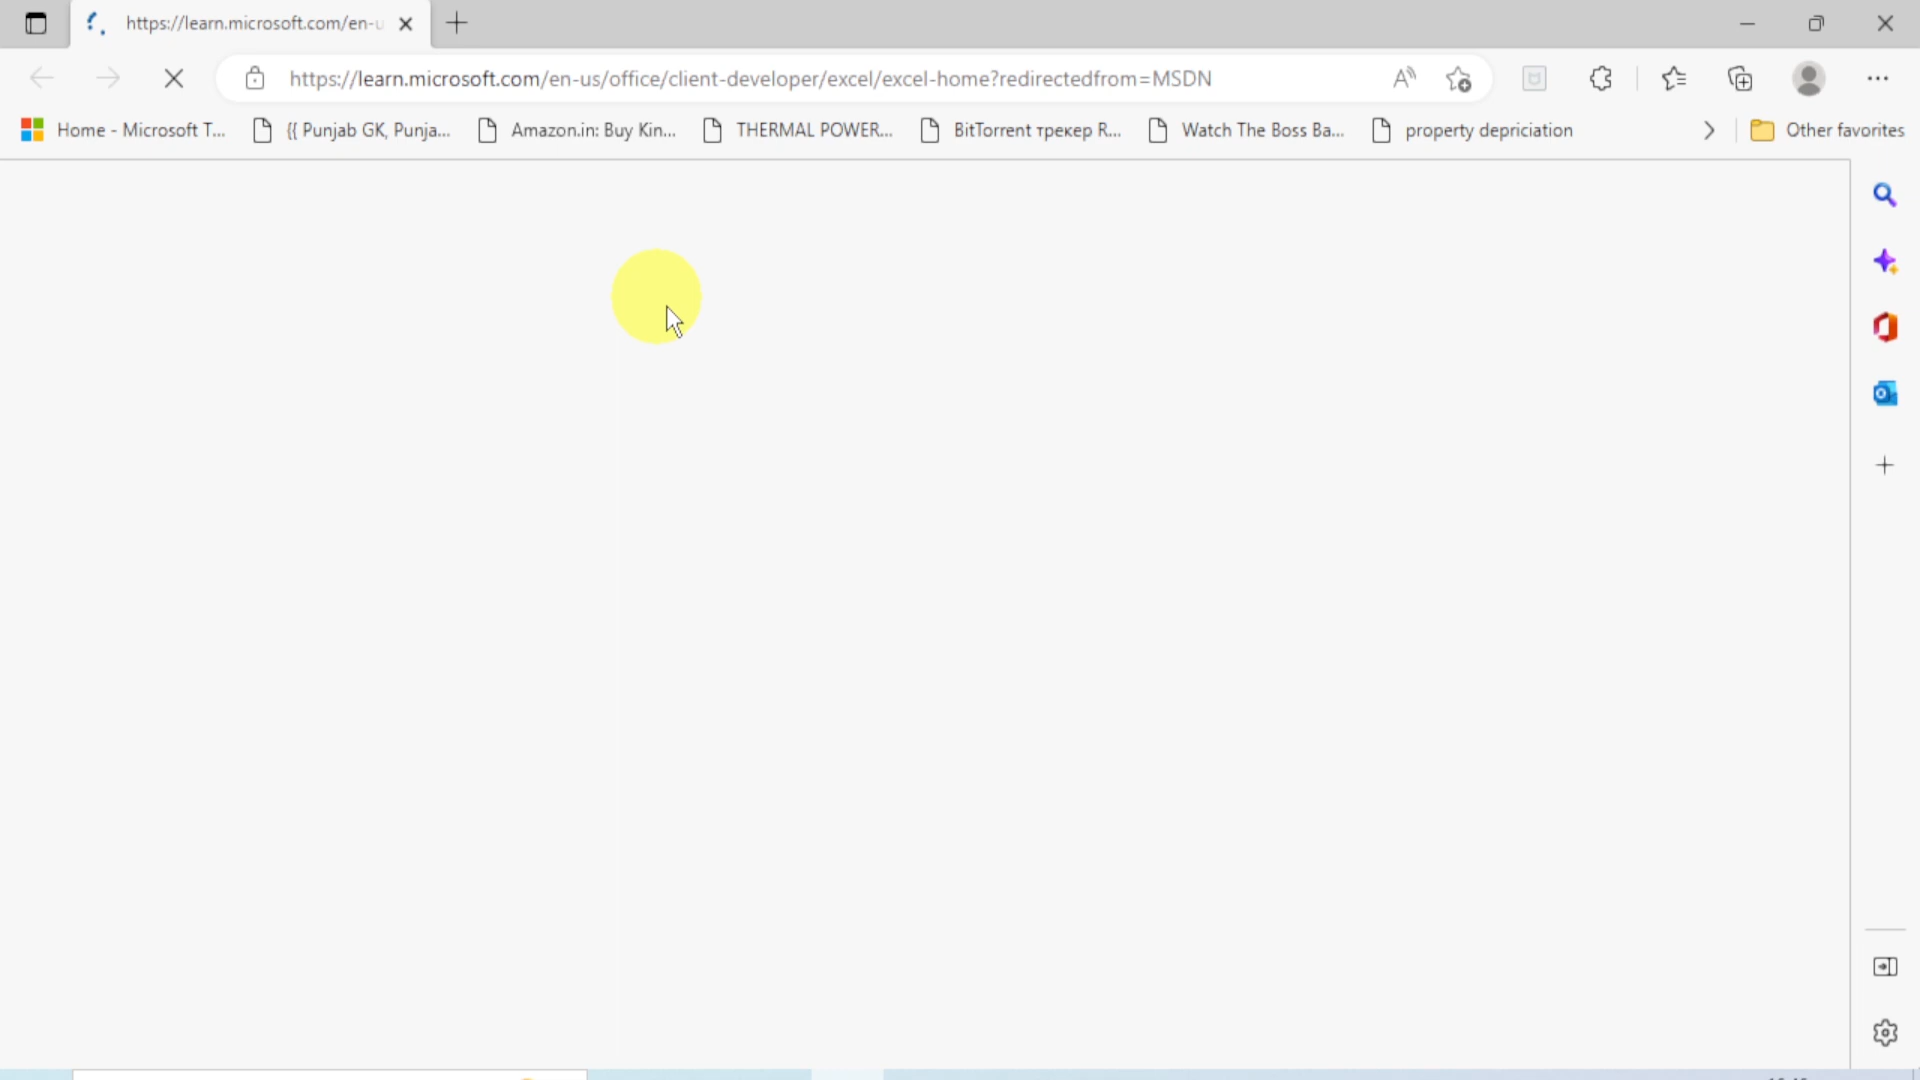 https://learn.microsoft.com/en-u
https://learn.microsoft.com/en-us/office/client-developer/excel/excel-home?redirectedfrom=MSDN
Home - Microsoft T... {{ Punjab GK, Punja... Amazon.in: Buy Kin... THERMAL POWER... BitTorrent трекер R... Watch The Boss Ba... property depriciation Other favorites